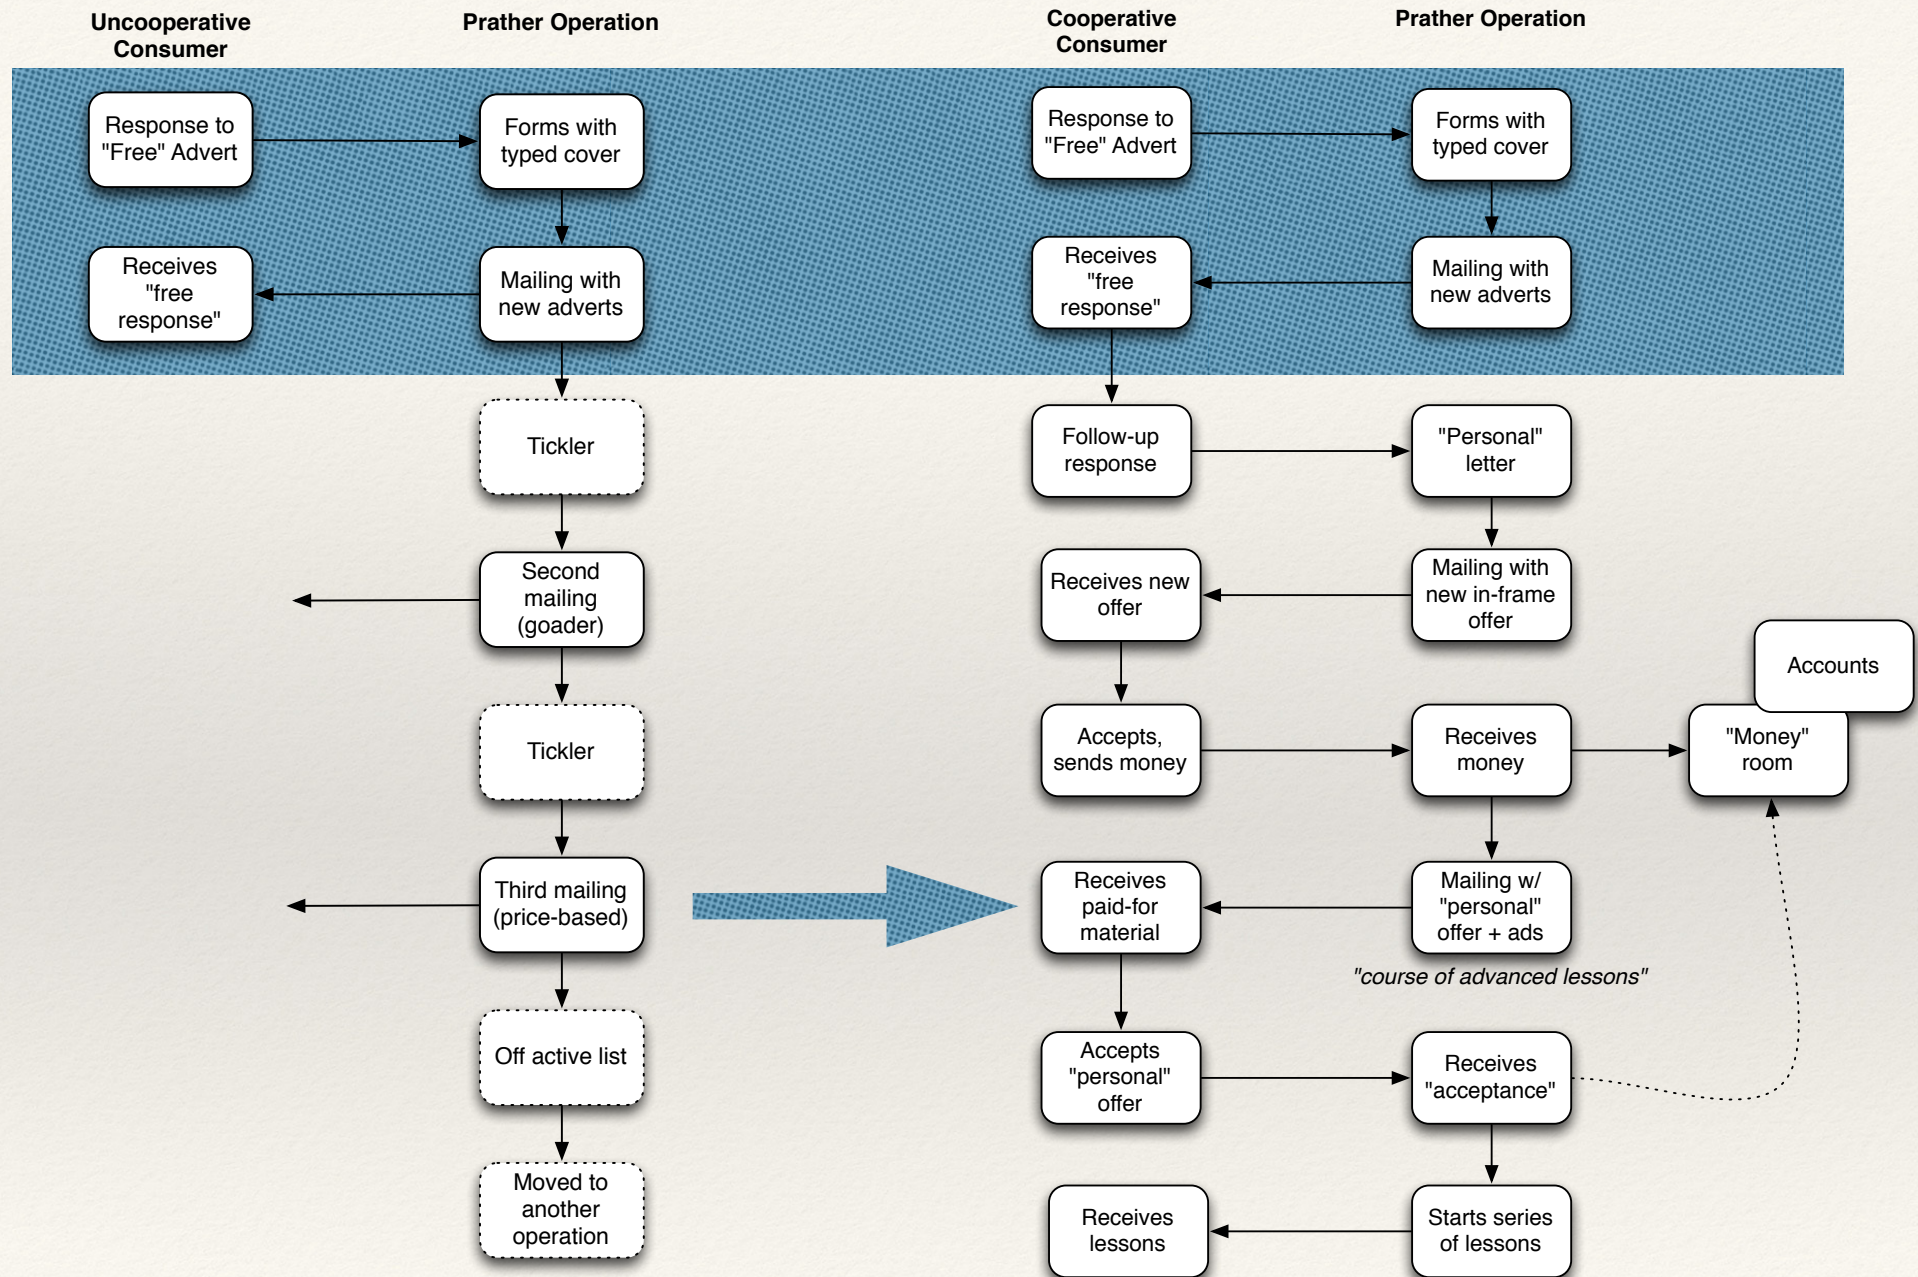 Uncooperative
Consumer
Prather Operation
Cooperative
Consumer
Prather Operation
Response to
"Free" Advert
Forms with
typed cover
Receives
"free
response"
Mailing with
new adverts
Tickler
Second
mailing
(goader)
Tickler
Third mailing
(price-based)
Off active list
Moved to
another
operation
Response to
"Free" Advert
Forms with
typed cover
Receives
"free
response"
Mailing with
new adverts
Follow-up
response
"Personal"
letter
Receives new
offer
Mailing with
new in-frame
offer
Accepts,
sends money
Receives
money
"Money"
room
Accounts
Receives
paid-for
material
Mailing w/
"personal"
offer + ads
"course of advanced lessons"
Accepts
"personal"
offer
Receives
"acceptance"
Receives
lessons
Starts series
of lessons